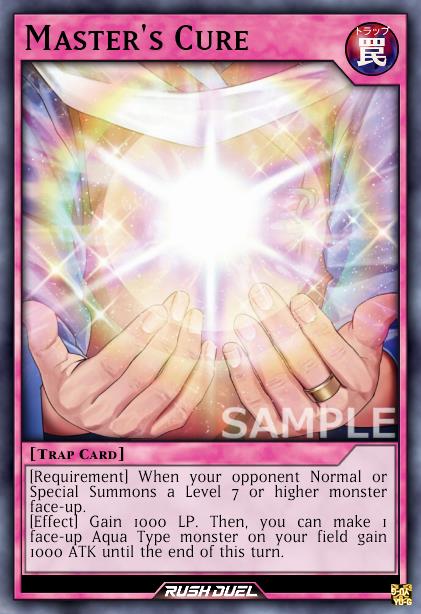 Master's Cure
トラップ
罠
SAMPLE
[Trap Card]
[Requirement] When your opponent Normal or
Special Summons a Level 7 or higher monster
face-up.
[Effect] Gain 1000 LP. Then, you can make 1
face-up Aqua Type monster on your field gain
1000 ATK until the end of this turn.
RUSH DUEL